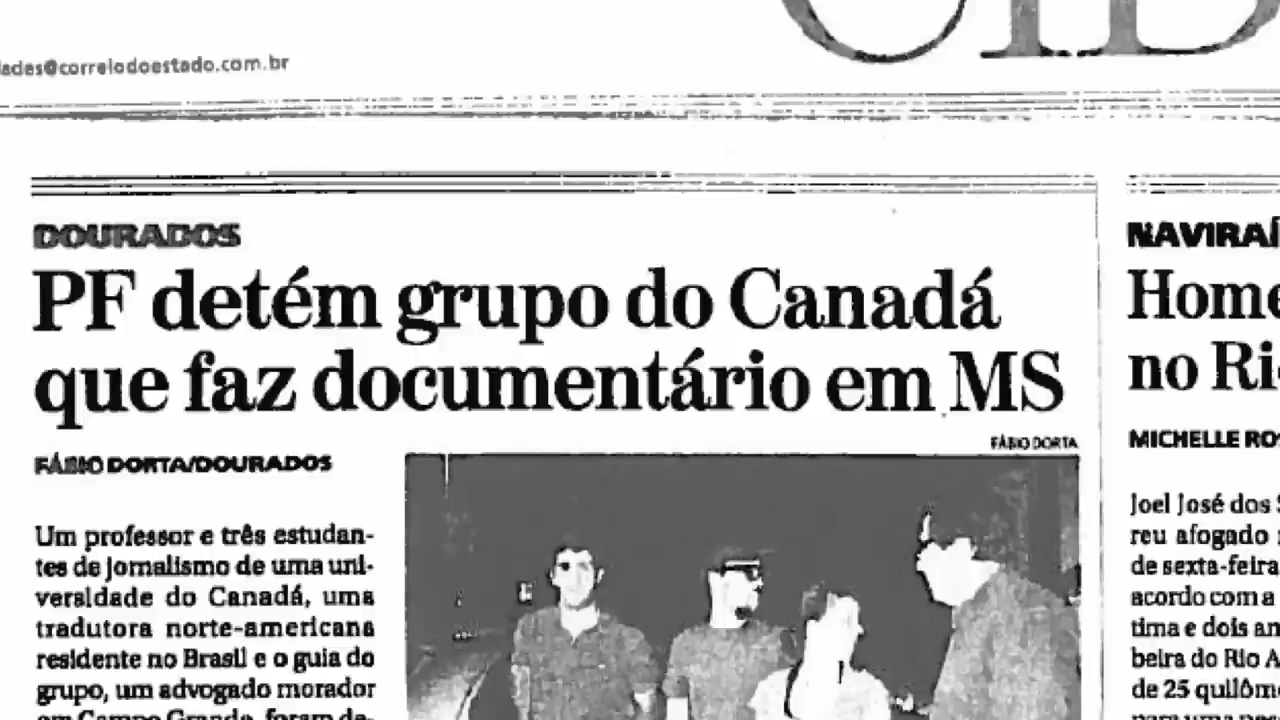 ades@correiodoestado.com.br
CID
DOURADOS
PF detém grupo do Canadá
que faz documentário em MS
FÁBIO DORTA
FÁBIO DORTA/DOURADOS
Um professor e três estudan-
tes de jornalismo de uma uni-
versidade do Canadá, uma
tradutora norte-americana
residente no Brasil e o guia do
grupo, um advogado morador
em Campo Grande, foram de-
NAVIRAÍ
Home
no Ri
MICHELLE ROS
Joel José dos S
reu afogado
de sexta-feira
acordo com a
tima e dois an
beira do Rio A
de 25 quilôme